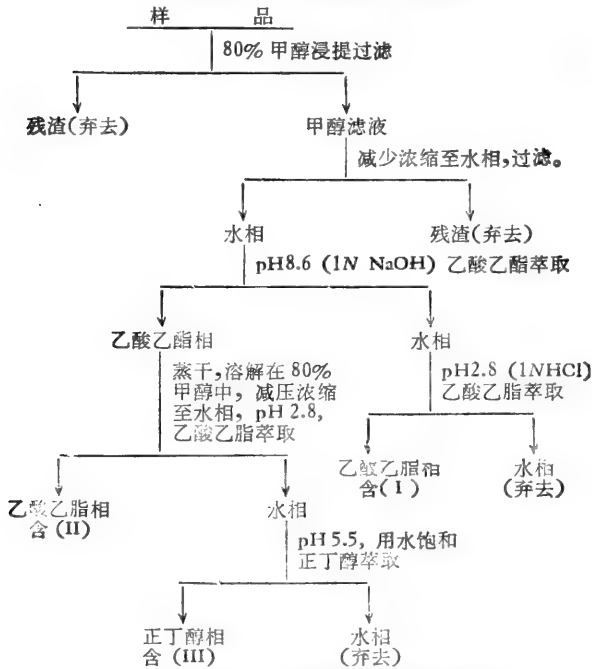 样 品
80% 甲醇浸提过滤
残渣(弃去)
甲醇滤液
减少浓缩至水相,过滤。
水相
残渣(弃去)
pH8.6 (1N NaOH) 乙酸乙酯萃取
乙酸乙酯相
水相
蒸干,溶解在 80%
甲醇中, 减压浓缩
至水相, pH 2.8,
乙酸乙脂萃取
pH2.8 (1NHCl)
乙酸乙脂萃取
乙酸乙脂相
含(I)
水相
(弃去)
乙酸乙脂相
含 (II)
水相
pH 5.5, 用水饱和
正丁醇萃取
正丁醇相
含 (III)
水相
(弃去)